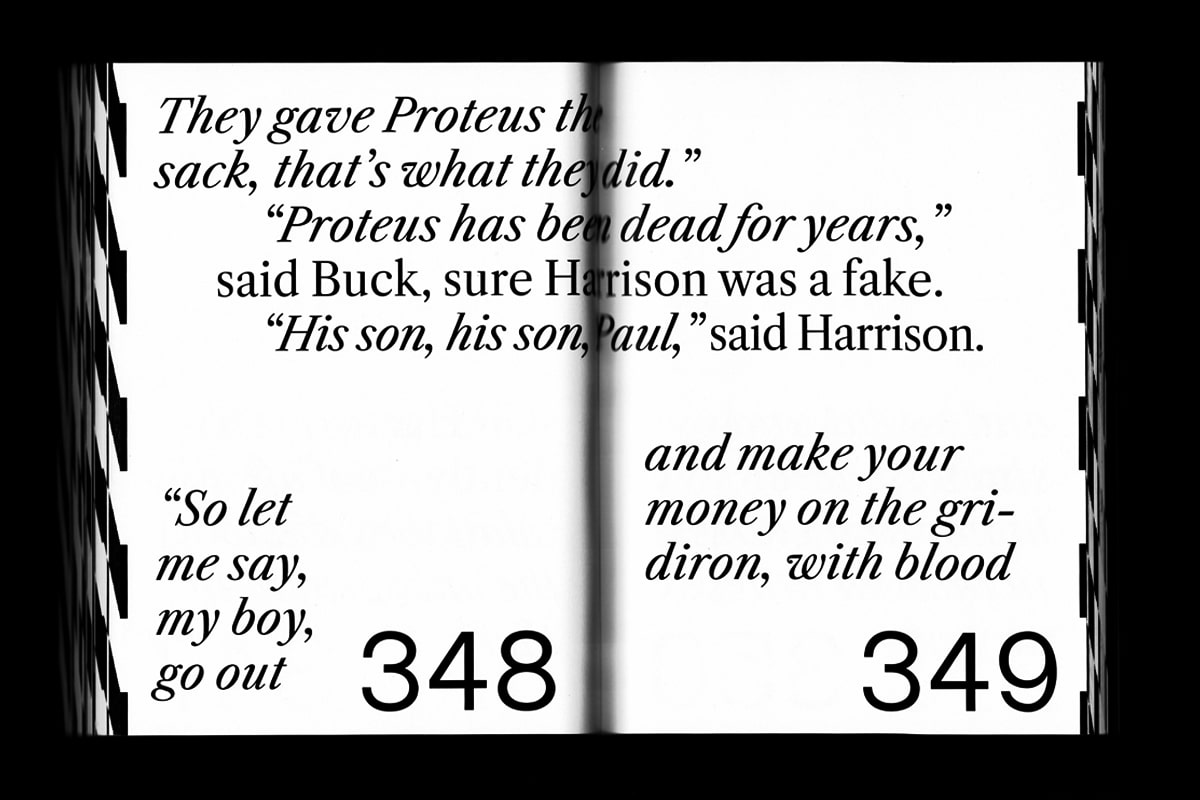 They gave Proteus the
sack, that’s what they did.”
“Proteus has been dead for years,”
said Buck, sure Harrison was a fake.
“His son, his son, Paul,” said Harrison.
“So let
me say,
my boy,
go out
and make your
money on the gri-
diron, with blood
348
349